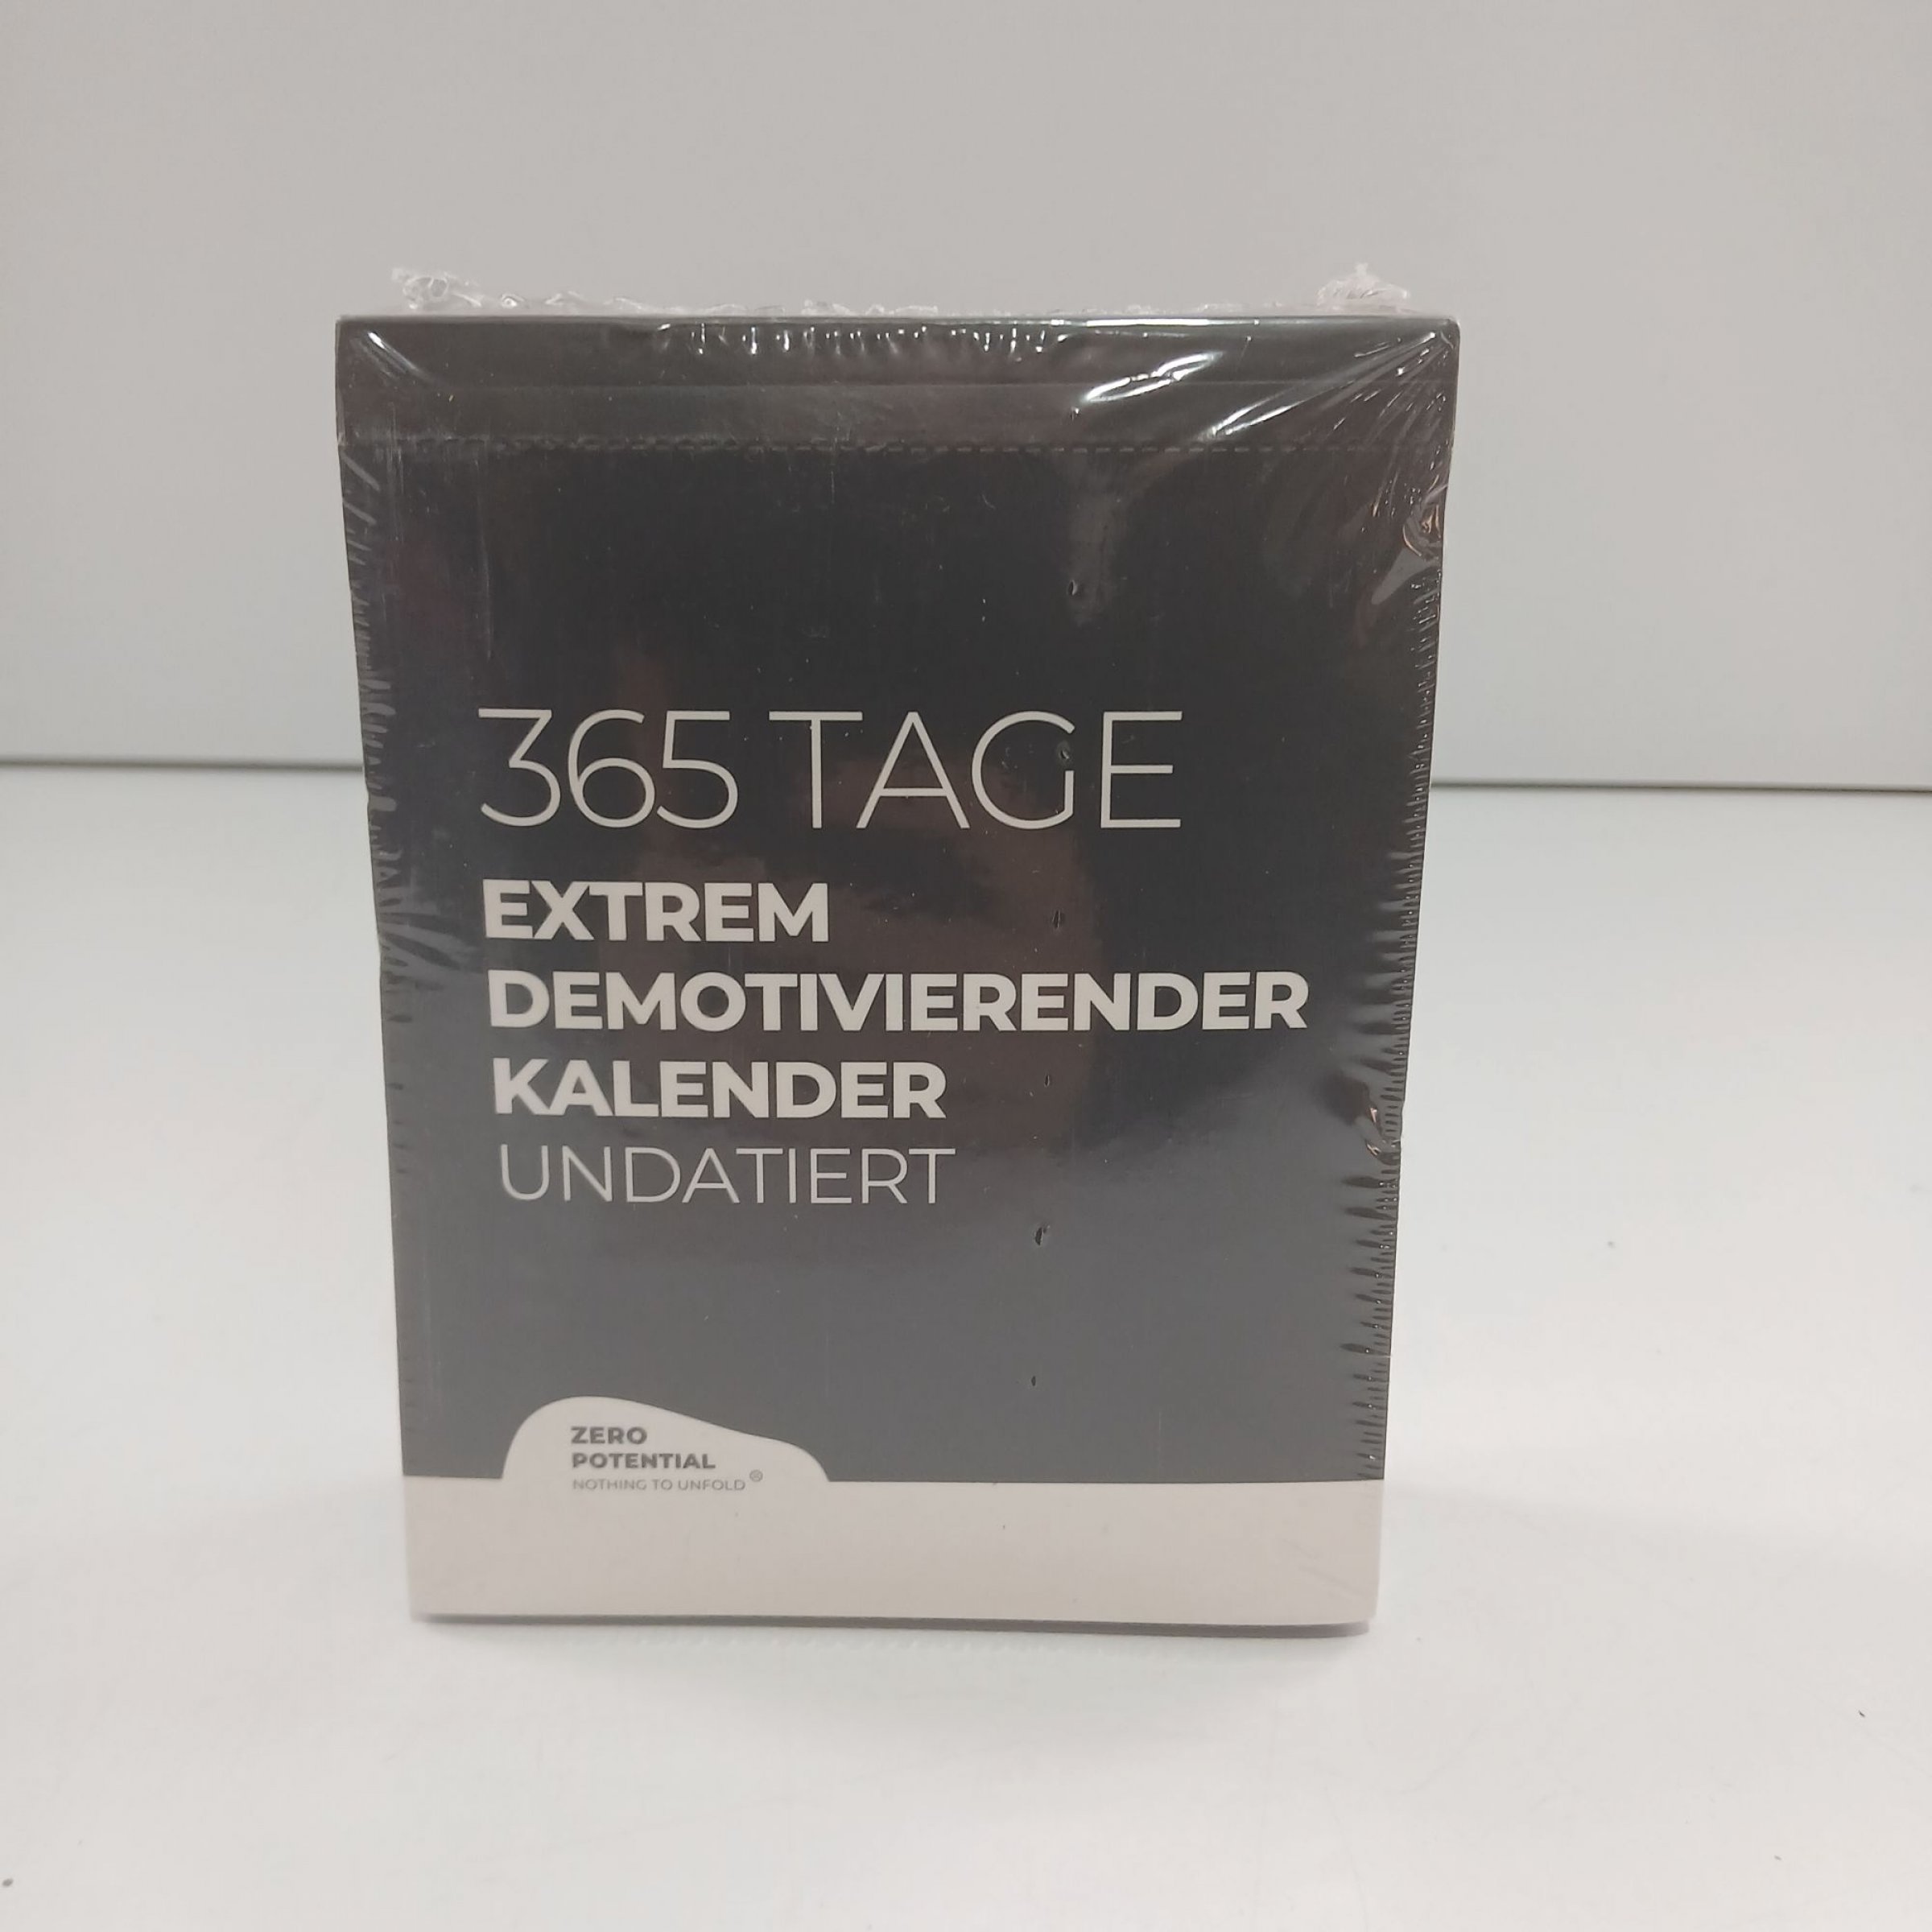 365 TAGE
EXTREM
DEMOTIVIERENDER
KALENDER
UNDATIERT
ZERO
POTENTIAL
NOTHING TO UNFOLD®